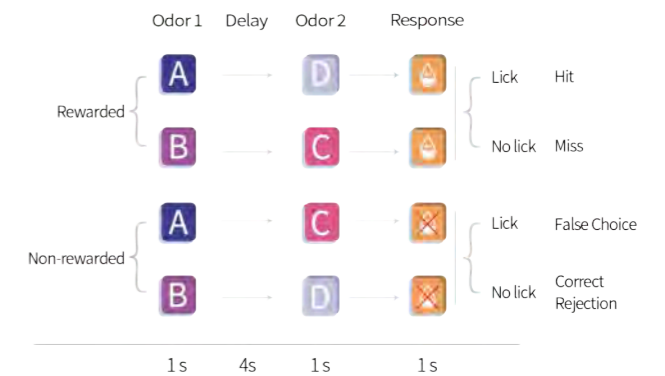 Odor 1 Delay Odor 2 Response
A D Lick Hit
Rewarded
B C No lick Miss
A C Lick False Choice
Non-rewarded
B D No lick Correct
Rejection
1 s 4s 1 s 1 s